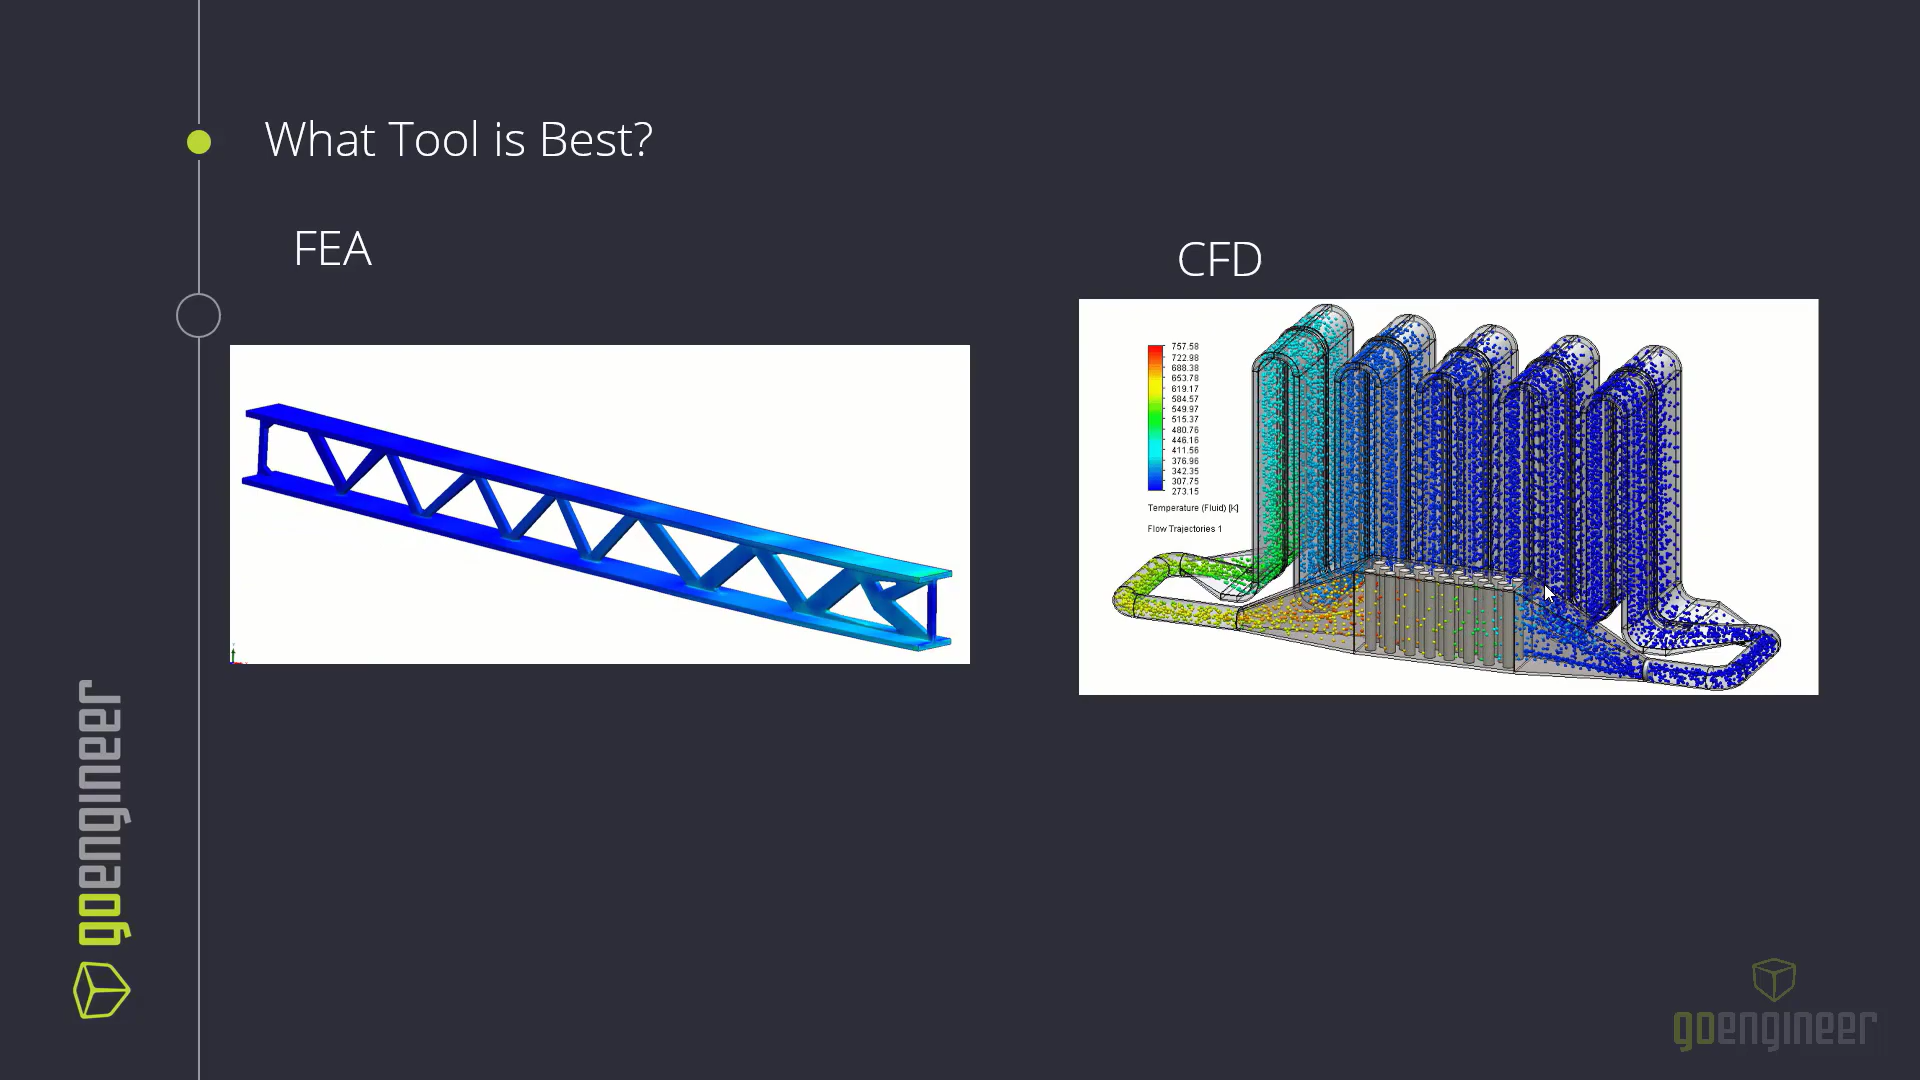 What Tool is Best?
FEA
CFD
757.58
722.98
688.38
653.78
619.17
584.57
549.97
515.37
480.76
446.16
411.56
376.96
342.35
307.75
273.15
Temperature (Fluid) [K]
Flow Trajectories 1
goengineer
goengineer